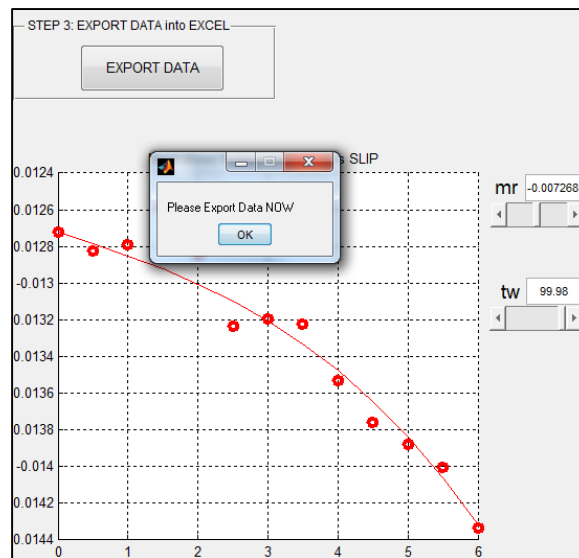 STEP 3: EXPORT DATA into EXCEL
EXPORT DATA
SLIP
Please Export Data NOW
OK
mr -0.007268
tw 99.98
0.0124
0.0126
0.0128
-0.013
0.0132
0.0134
0.0136
0.0138
-0.014
0.0142
0.0144
0 1 2 3 4 5 6